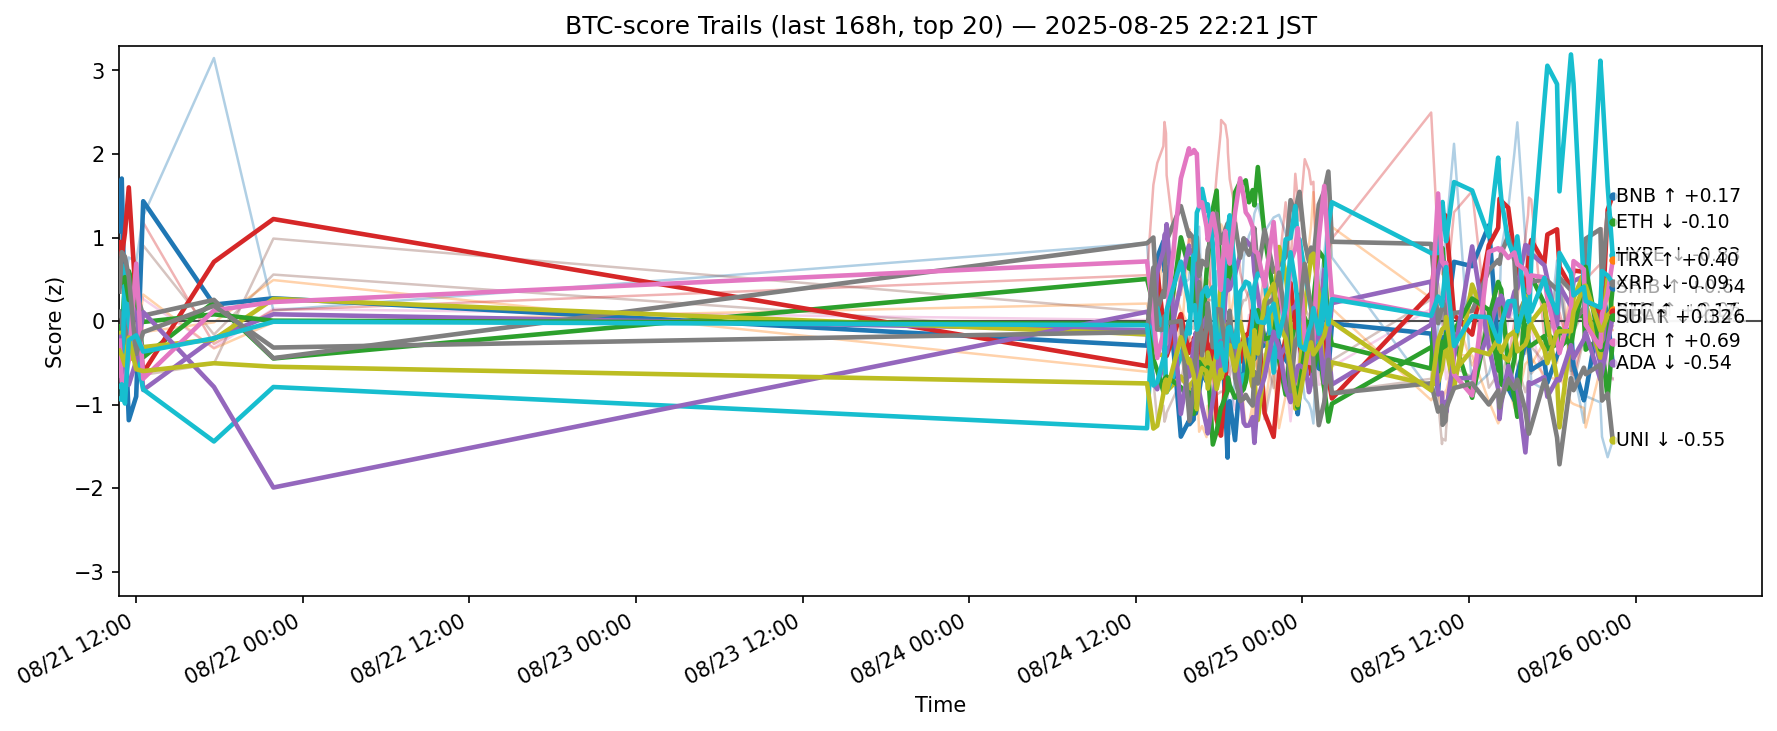 BTC-score Trails (last 168h, top 20) — 2025-08-25 22:21 JST
3
2
1
0
−1
−2
−3
Score (z)
BNB ↑ +0.17
ETH ↓ -0.10
TRX ↑ +0.40
XRP ↓ -0.09
SUI ↑ +0.326
BCH ↑ +0.69
ADA ↓ -0.54
UNI ↓ -0.55
08/21 12:00
08/22 00:00
08/22 12:00
08/23 00:00
08/23 12:00
08/24 00:00
08/24 12:00
08/25 00:00
08/25 12:00
08/26 00:00
Time